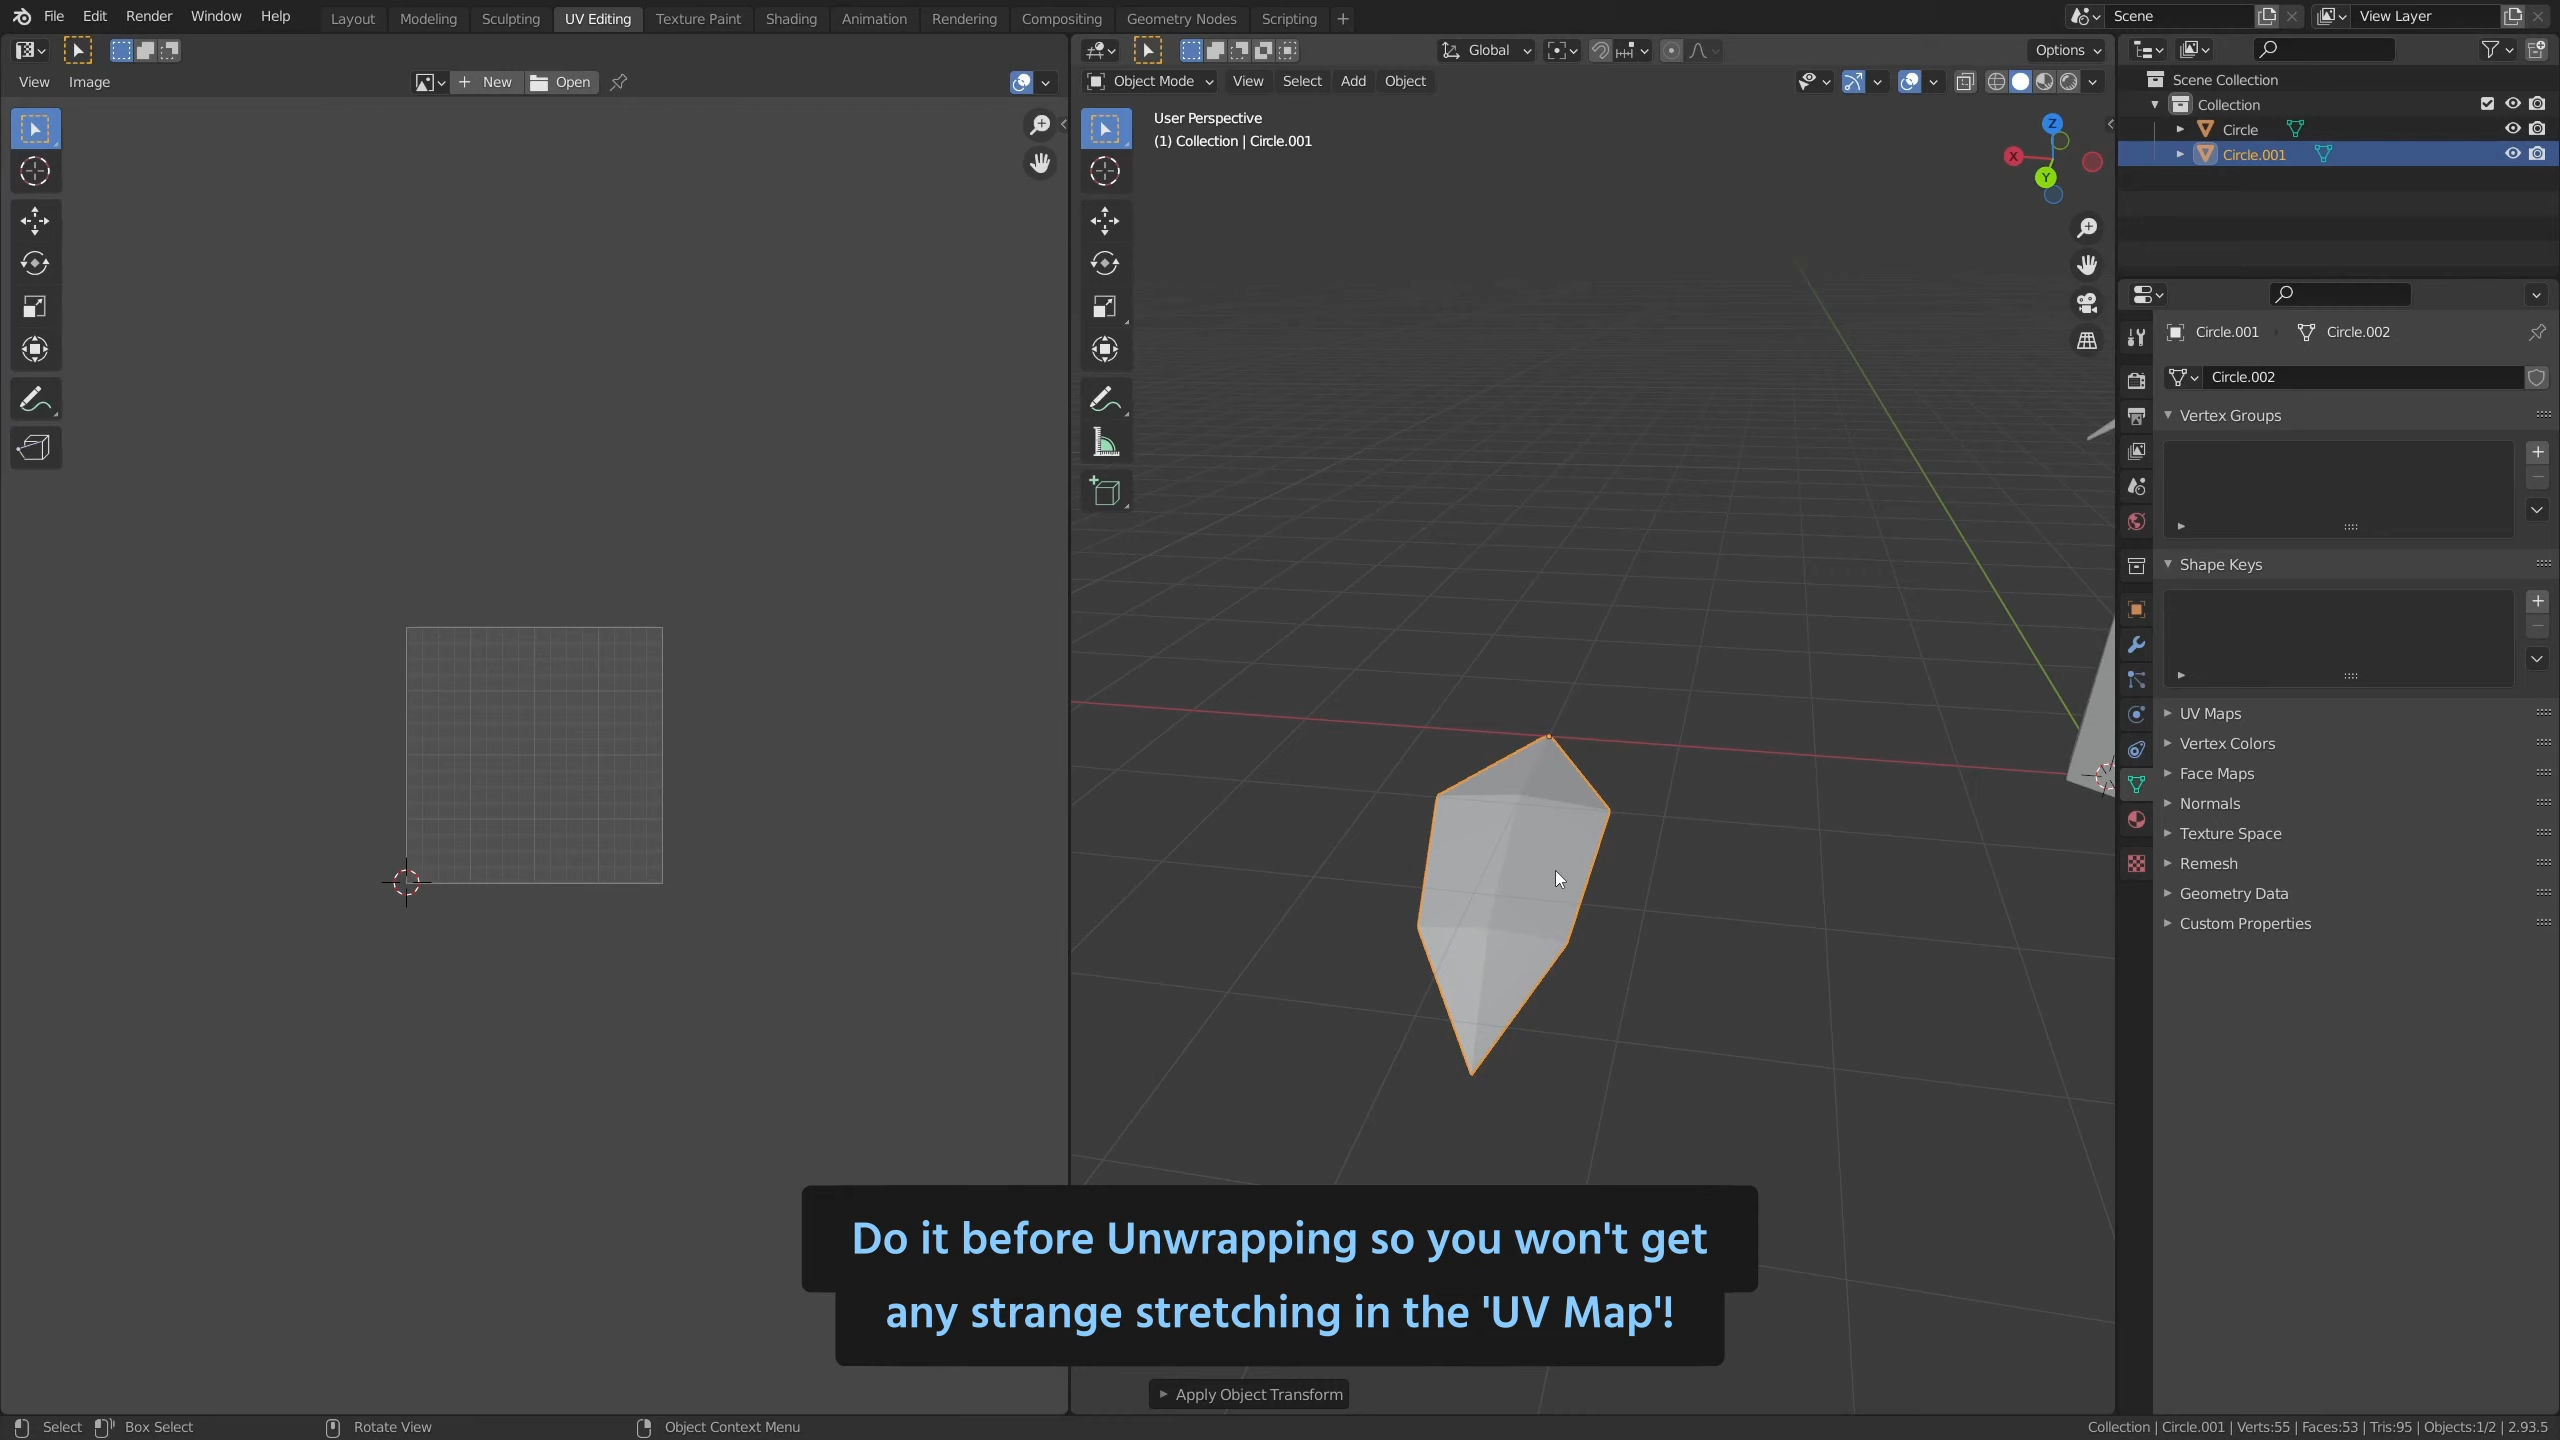 File Edit Render Window Help Layout Modeling Sculpting UV Editing Texture Paint Shading Animation Rendering Compositing Geometry Nodes Scripting + Scene View Layer
Global Options
View Image + New Open
Object Mode View Select Add Object
User Perspective
(1) Collection | Circle.001
Z
X
Y
Scene Collection
Collection
Circle
Circle.001
Circle.001 Circle.002
Circle.002
Vertex Groups
Shape Keys
UV Maps
Vertex Colors
Face Maps
Normals
Texture Space
Remesh
Geometry Data
Custom Properties
Do it before Unwrapping so you won't get
any strange stretching in the 'UV Map'!
Apply Object Transform
Select Box Select Rotate View Object Context Menu Collection | Circle.001 | Verts:55 | Faces:53 | Tris:95 | Objects:1/2 | 2.93.5